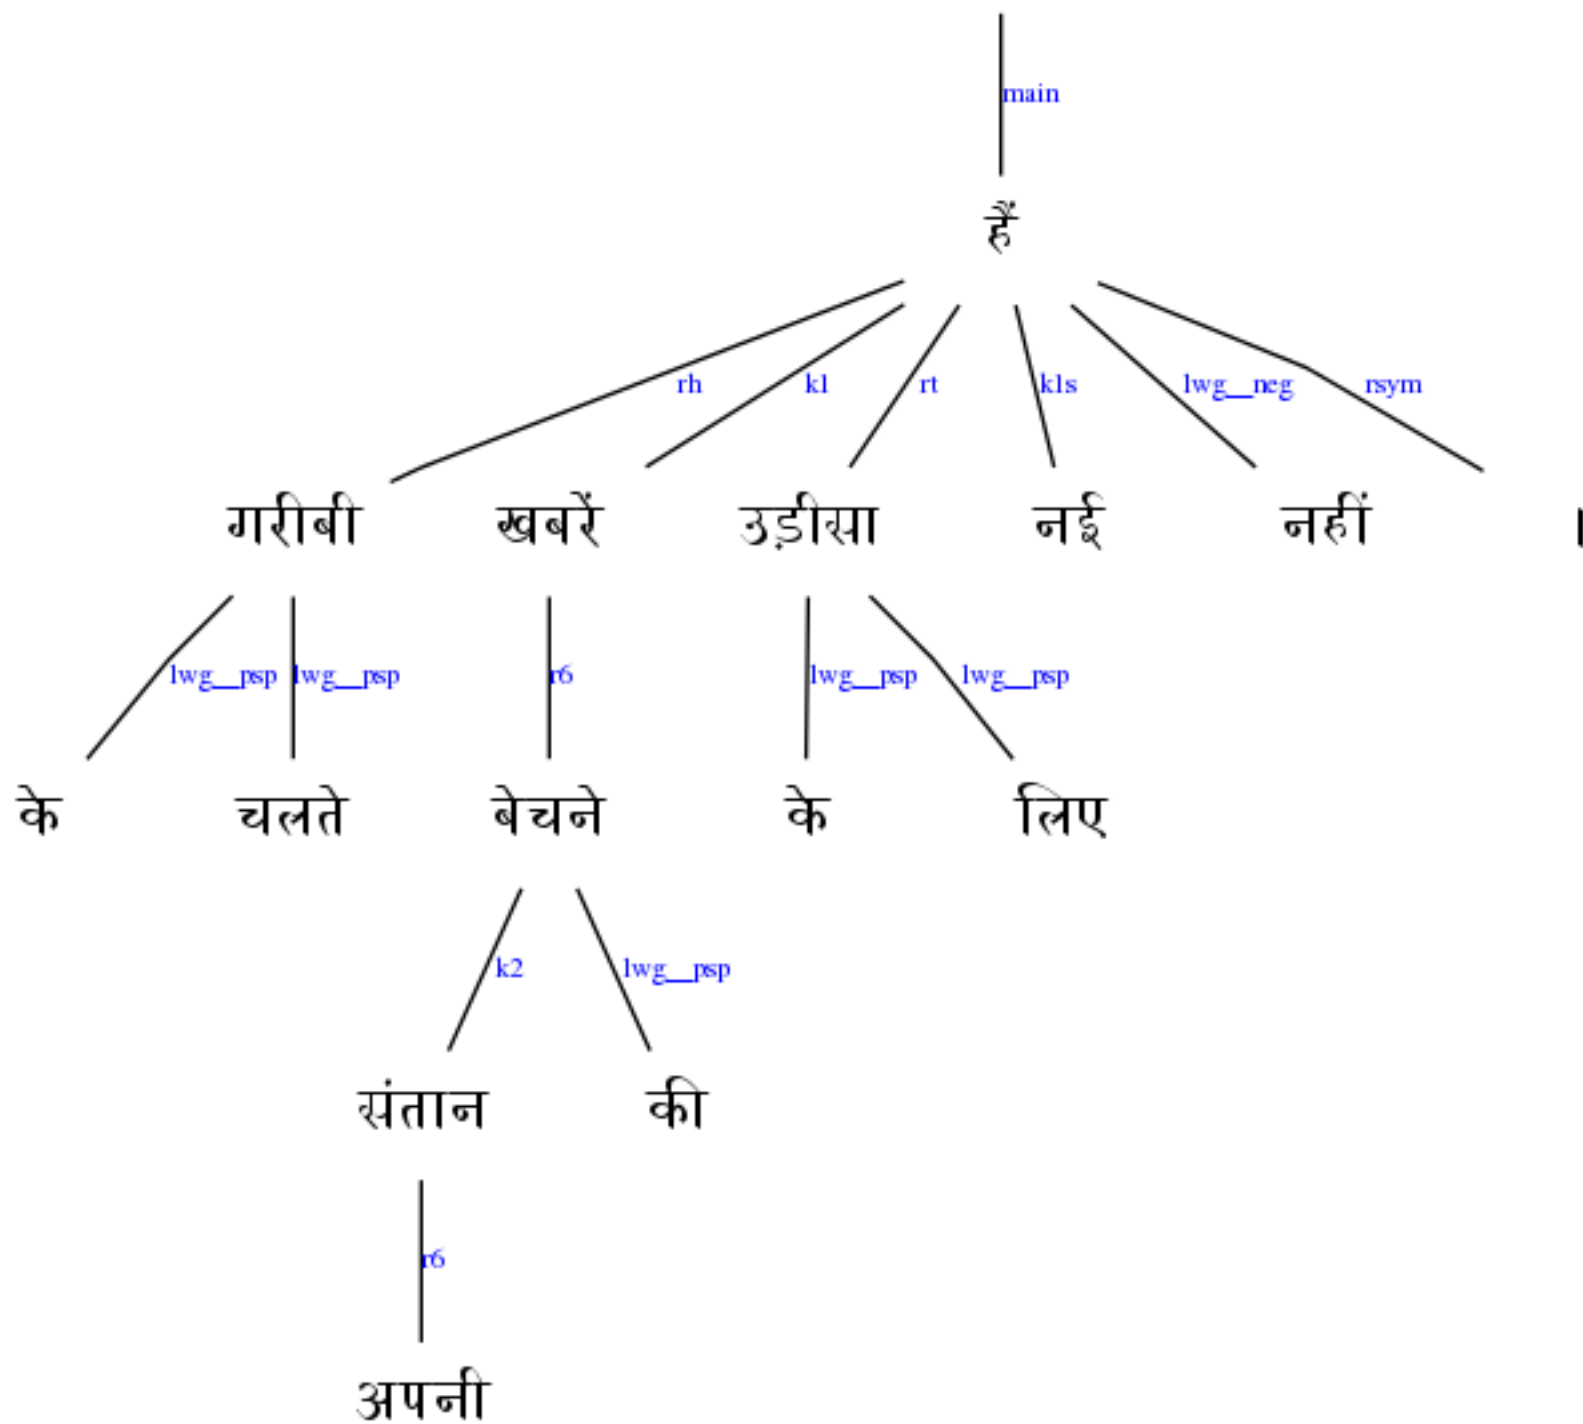 main
हैं
rh k1 rt k1s lwg__neg rsym
गरीबी खबरें उड़ीसा नई नहीं ।
lwg__psp lwg__psp r6 lwg__psp lwg__psp
के चलते बेचने के लिए
k2 lwg__psp
संतान की
r6
अपनी